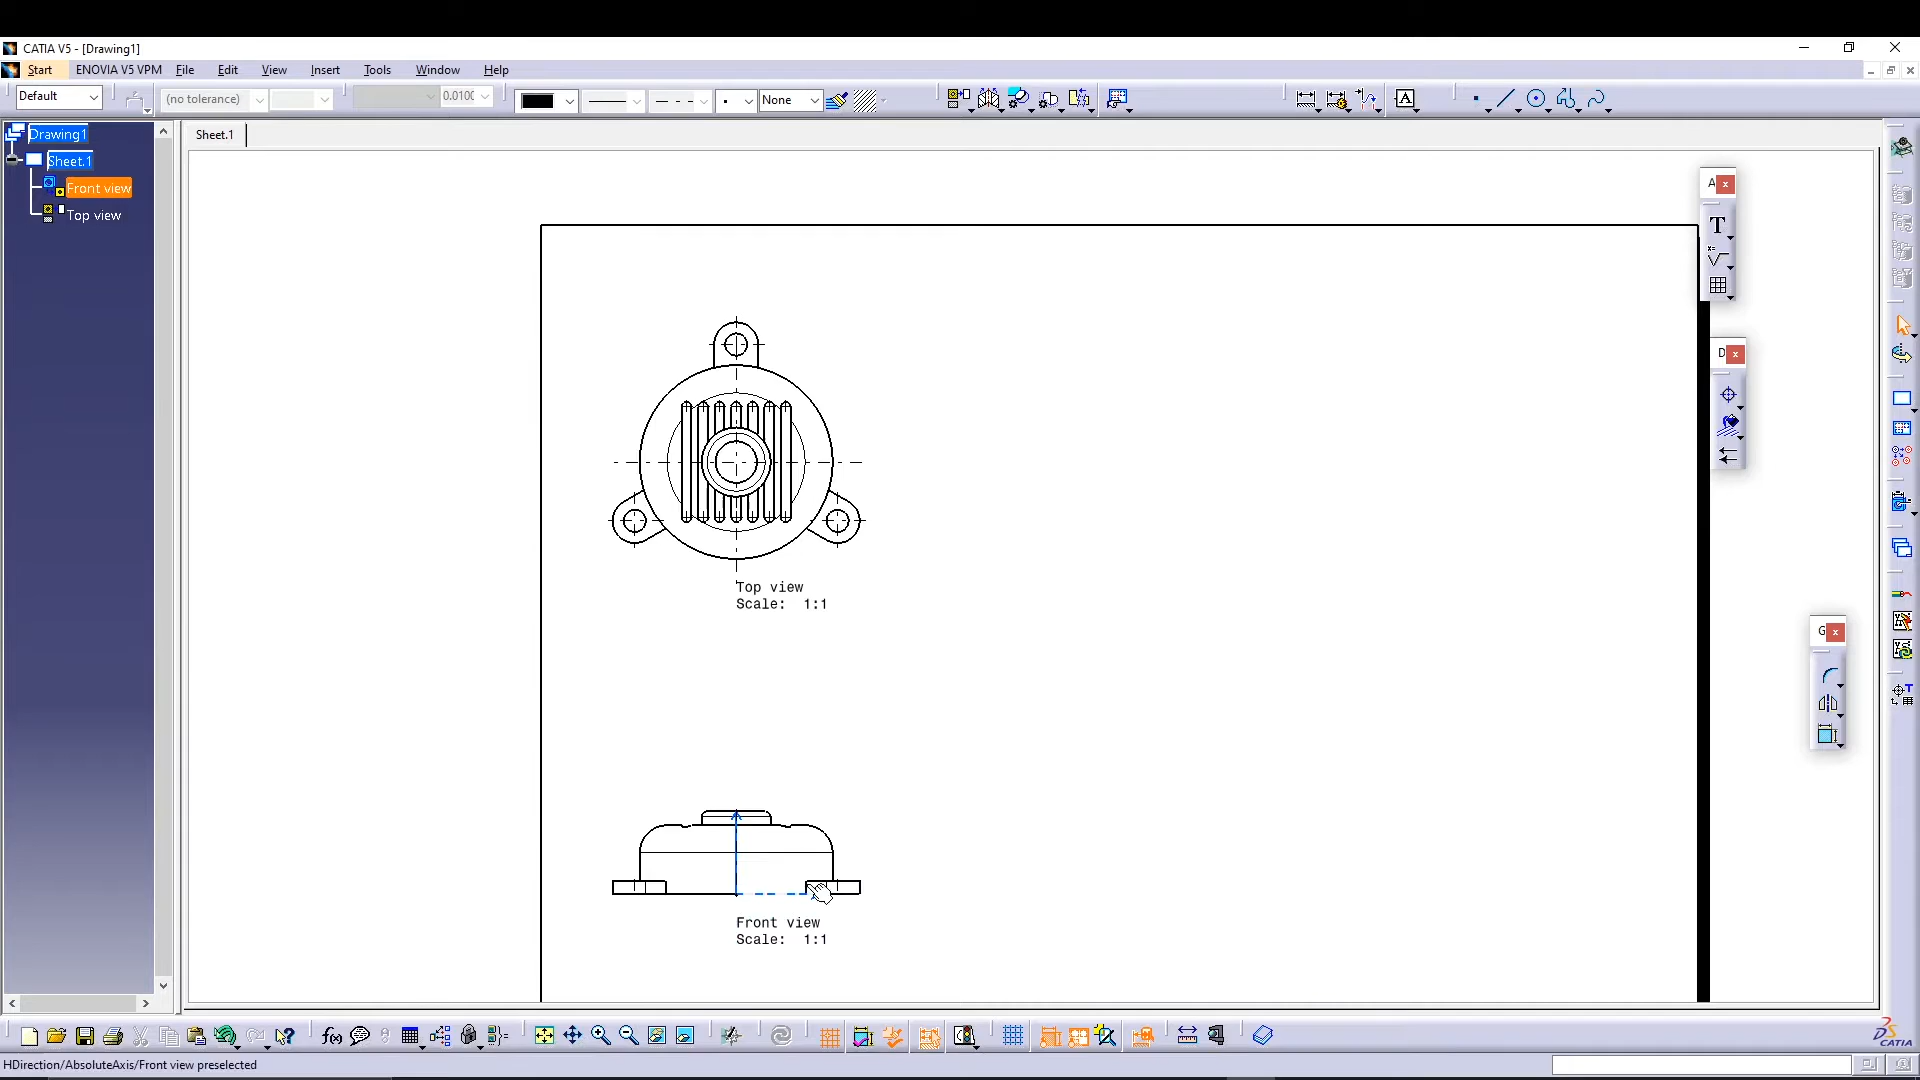 CATIA V5 - [Drawing1]
Start ENOVIA V5 VPM File Edit View Insert Tools Window Help
Default (no tolerance) 0.010 None
Drawing1
Sheet.1
Front view
Top view
Sheet.1
A
T
D
G
Top view
Scale: 1:1
Front view
Scale: 1:1
HDirection/AbsoluteAxis/Front view preselected
CATIA